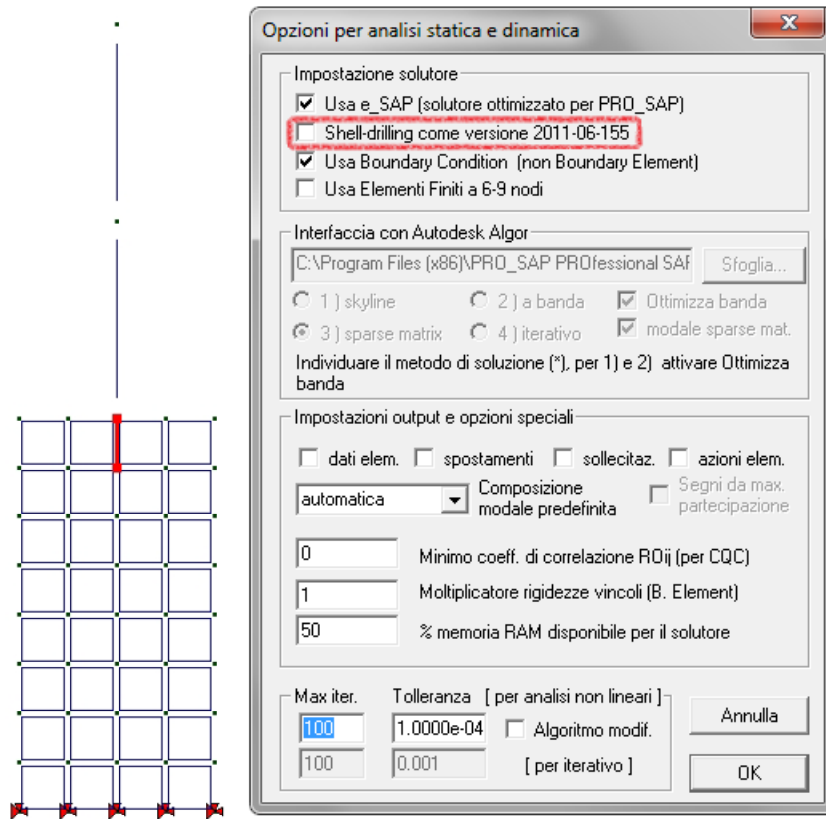 Opzioni per analisi statica e dinamica
Impostazione solutore
Usa e_SAP (solutore ottimizzato per PRO_SAP)
Shell-drilling come versione 2011-06-155
Usa Boundary Condition (non Boundary Element)
Usa Elementi Finiti a 6-9 nodi
Interfaccia con Autodesk Algor
C:\Program Files (x86)\PRO_SAP PROfessional SAF Sfoglia...
1 ) skyline 2 ) a banda Ottimizza banda
3 ) sparse matrix 4 ) iterativo modale sparse mat.
Individuare il metodo di soluzione (*), per 1) e 2) attivare Ottimizza
banda
Impostazioni output e opzioni speciali
dati elem. spostamenti sollecitaz. azioni elem.
automatica Composizione modale predefinita Segni da max. partecipazione
0 Minimo coeff. di correlazione ROij (per CQC)
1 Moltiplicatore rigidezze vincoli (B. Element)
50 % memoria RAM disponibile per il solutore
Max iter. Tolleranza [ per analisi non lineari ]
100 1.0000e-04 Algoritmo modif. Annulla
100 0.001 [ per iterativo ] OK